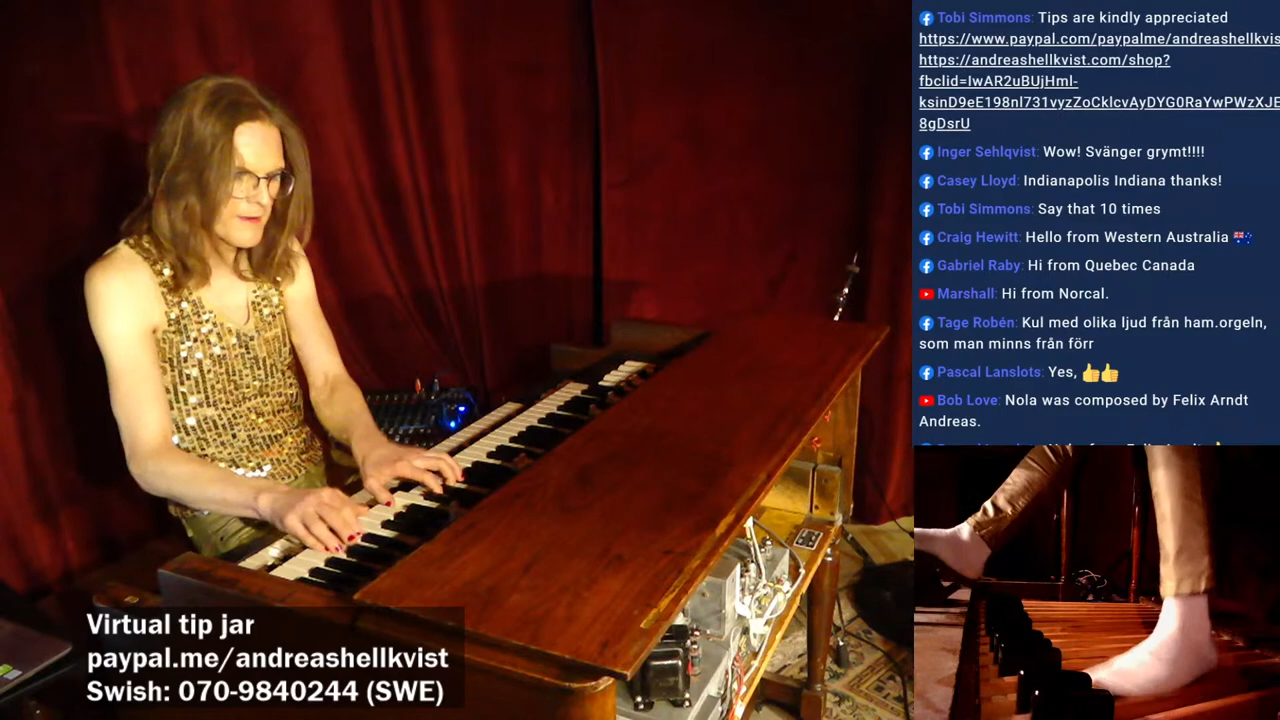 Tobi Simmons: Tips are kindly appreciated
https://www.paypal.com/paypalme/andreashellkvis
https://andreashellkvist.com/shop?
fbclid=IwAR2uBUjHml-
ksinD9eE198nl731vyzZoCklcvAyDYG0RaYwPWzXJE
8gDsrU
Inger Sehlqvist: Wow! Svänger grymt!!!!
Casey Lloyd: Indianapolis Indiana thanks!
Tobi Simmons: Say that 10 times
Craig Hewitt: Hello from Western Australia 🇦🇺
Gabriel Raby: Hi from Quebec Canada
Marshall: Hi from Norcal.
Tage Robén: Kul med olika ljud från ham.orgeln,
som man minns från förr
Pascal Lanslots: Yes, 👍👍
Bob Love: Nola was composed by Felix Arndt
Andreas.
Virtual tip jar
paypal.me/andreashellkvist
Swish: 070-9840244 (SWE)